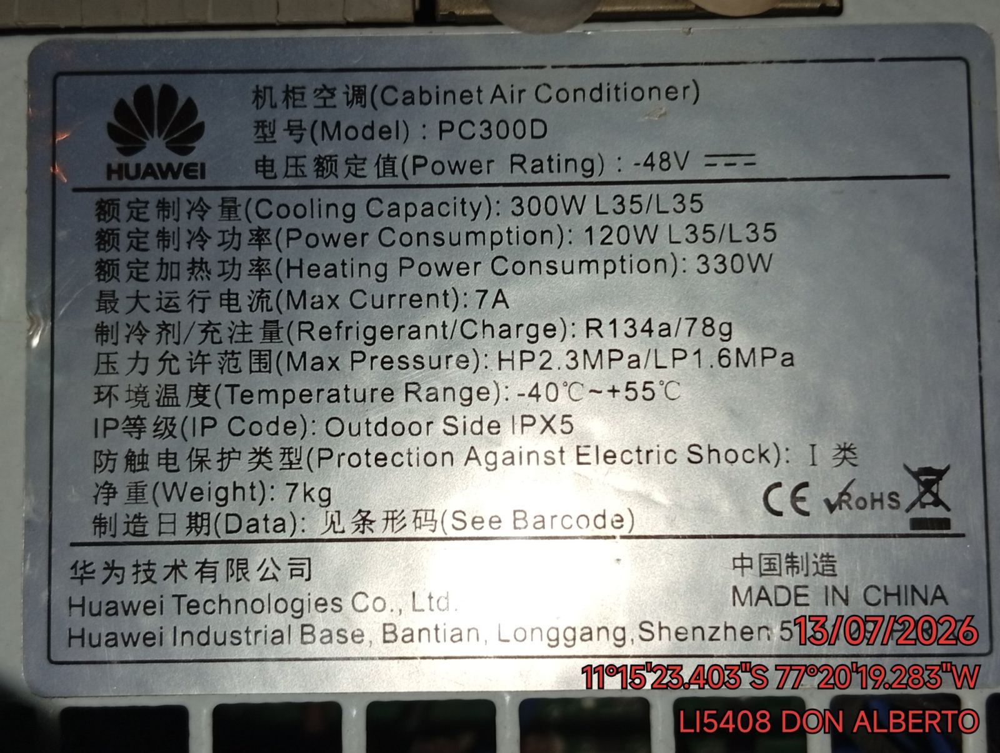 HUAWEI
机柜空调(Cabinet Air Conditioner)
型号(Model) : PC300D
电压额定值(Power Rating) : -48V
额定制冷量(Cooling Capacity): 300W L35/L35
额定制冷功率(Power Consumption): 120W L35/L35
额定加热功率(Heating Power Consumption): 330W
最大运行电流(Max Current): 7A
制冷剂/充注量(Refrigerant/Charge): R134a/78g
压力允许范围(Max Pressure): HP2.3MPa/LP1.6MPa
环境温度(Temperature Range): -40℃~+55℃
IP等级(IP Code): Outdoor Side IPX5
防触电保护类型(Protection Against Electric Shock): I 类
净重(Weight): 7kg
CE RoHS
制造日期(Data): 见条形码(See Barcode)
华为技术有限公司
中国制造
Huawei Technologies Co., Ltd.
MADE IN CHINA
Huawei Industrial Base, Bantian, Longgang, Shenzhen
13/07/2026
11°15'23.403"S 77°20'19.283"W
LI5408 DON ALBERTO